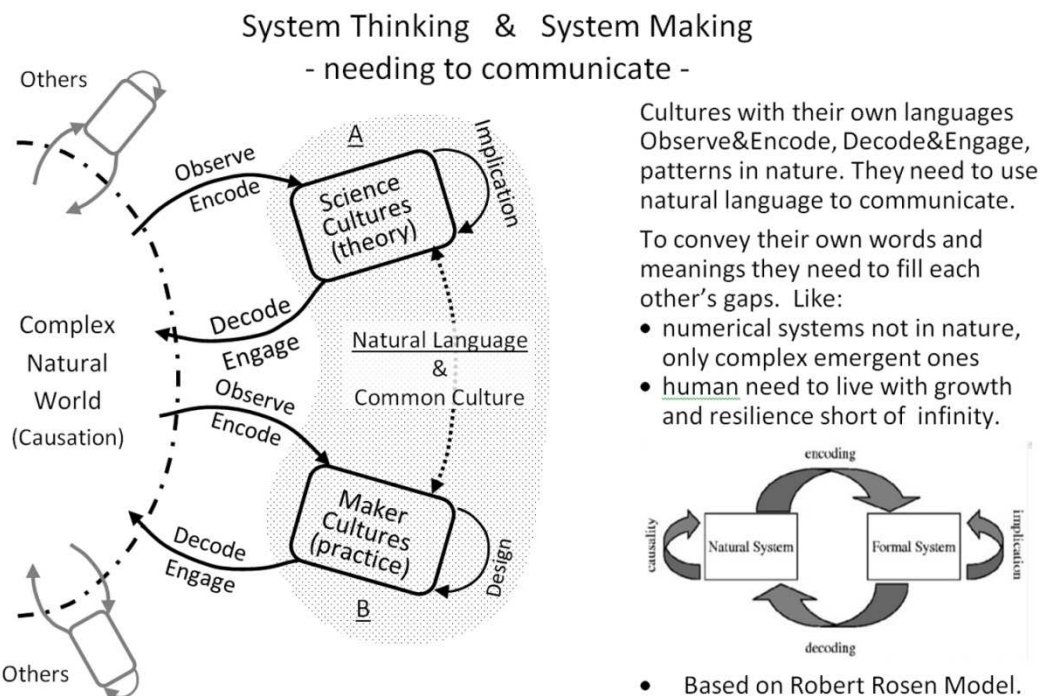 System Thinking & System Making
- needing to communicate -
Others
A
Observe
Encode
Science
Cultures
(theory)
Implication
Decode
Engage
Complex
Natural
World
(Causation)
Natural Language
&
Common Culture
Observe
Encode
Maker
Cultures
(practice)
Design
Decode
Engage
B
Others
Cultures with their own languages
Observe&Encode, Decode&Engage,
patterns in nature. They need to use
natural language to communicate.
To convey their own words and
meanings they need to fill each
other’s gaps. Like:
• numerical systems not in nature,
only complex emergent ones
• human need to live with growth
and resilience short of infinity.
encoding
causality
Natural System
Formal System
implication
decoding
• Based on Robert Rosen Model.